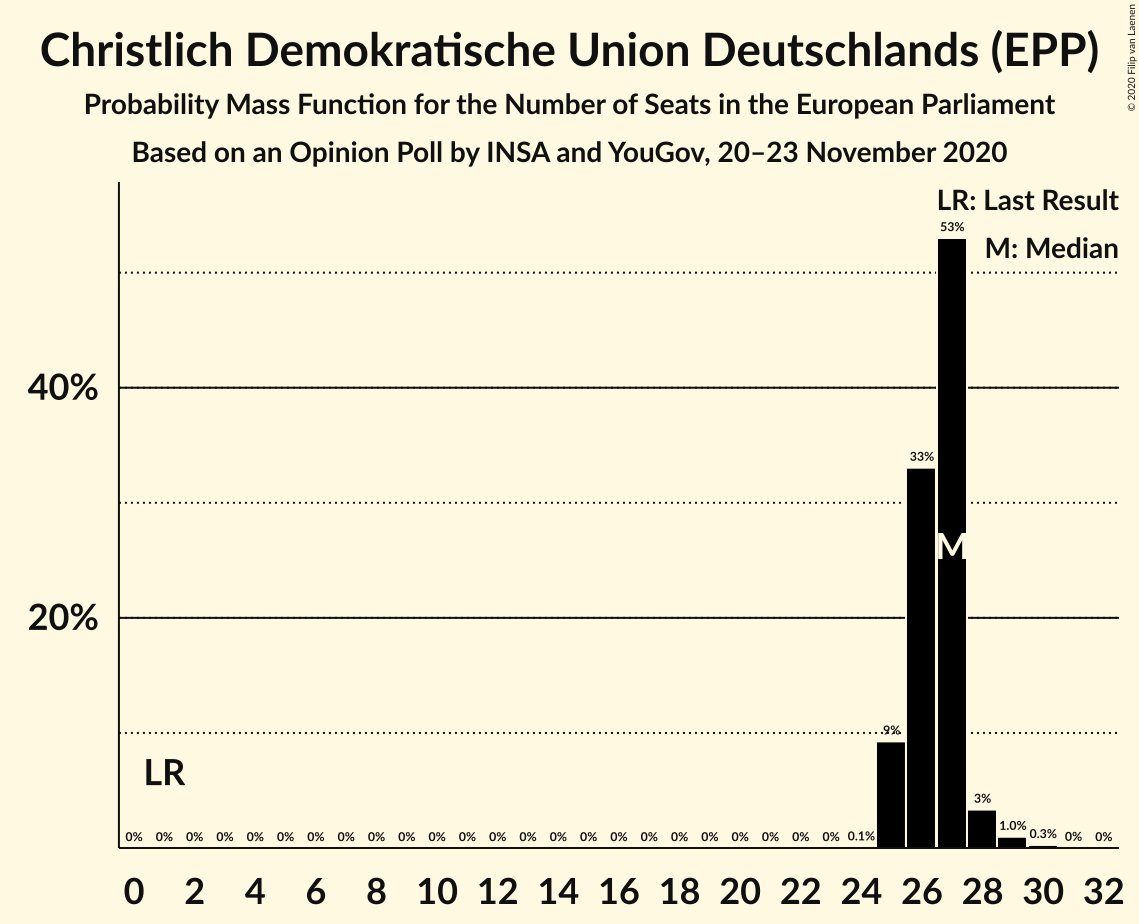 Christlich Demokratische Union Deutschlands (EPP)
Probability Mass Function for the Number of Seats in the European Parliament
Based on an Opinion Poll by INSA and YouGov, 20–23 November 2020
© 2020 Filip van Laenen
LR: Last Result
M: Median
53%
40%
33%
M
20%
9%
LR
3%
0% 0% 0% 0% 0% 0% 0% 0% 0% 0% 0% 0% 0% 0% 0% 0% 0% 0% 0% 0% 0% 0% 0% 0% 0.1% 1.0% 0.3% 0% 0%
0 2 4 6 8 10 12 14 16 18 20 22 24 26 28 30 32